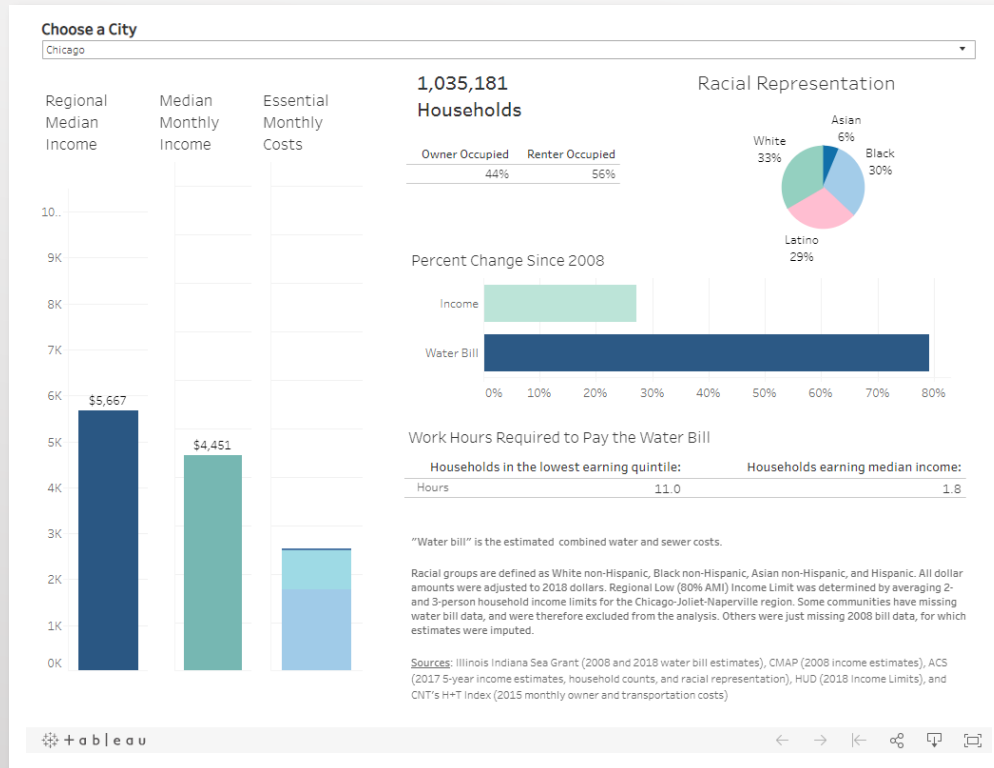 Choose a City
Chicago
Regional
Median
Income
Median
Monthly
Income
Essential
Monthly
Costs
10..
9K
8K
7K
6K
5K
4K
3K
2K
1K
0K
$5,667
$4,451
1,035,181
Households
Owner Occupied Renter Occupied
44% 56%
Racial Representation
Asian
6%
White
33%
Black
30%
Latino
29%
Percent Change Since 2008
Income
Water Bill
0% 10% 20% 30% 40% 50% 60% 70% 80%
Work Hours Required to Pay the Water Bill
Households in the lowest earning quintile: Households earning median income:
Hours 11.0 1.8
"Water bill" is the estimated combined water and sewer costs.
Racial groups are defined as White non-Hispanic, Black non-Hispanic, Asian non-Hispanic, and Hispanic. All dollar
amounts were adjusted to 2018 dollars. Regional Low (80% AMI) Income Limit was determined by averaging 2-
and 3-person household income limits for the Chicago-Joliet-Naperville region. Some communities have missing
water bill data, and were therefore excluded from the analysis. Others were just missing 2008 bill data, for which
estimates were imputed.
Sources: Illinois Indiana Sea Grant (2008 and 2018 water bill estimates), CMAP (2008 income estimates), ACS
(2017 5-year income estimates, household counts, and racial representation), HUD (2018 Income Limits), and
CNT's H+T Index (2015 monthly owner and transportation costs)
+ableau